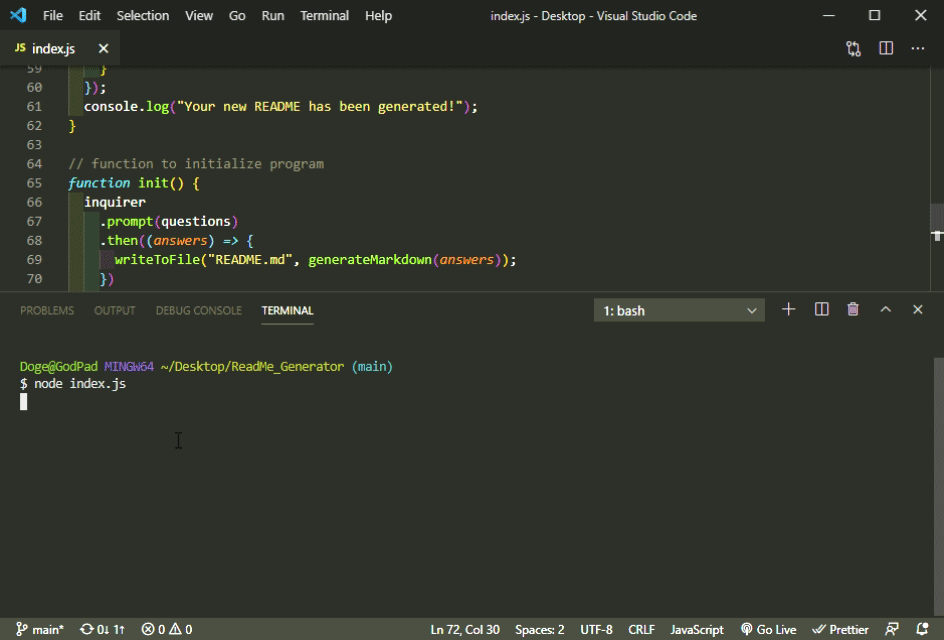 File Edit Selection View Go Run Terminal Help index.js - Desktop - Visual Studio Code
JS index.js
59 }
60 });
61 console.log("Your new README has been generated!");
62 }
63
64 // function to initialize program
65 function init() {
66 inquirer
67 .prompt(questions)
68 .then((answers) => {
69 writeToFile("README.md", generateMarkdown(answers));
70 })
PROBLEMS OUTPUT DEBUG CONSOLE TERMINAL 1: bash
Doge@GodPad MINGW64 ~/Desktop/ReadMe_Generator (main)
$ node index.js
main* 0↓ 1↑ 0 0 Ln 72, Col 30 Spaces: 2 UTF-8 CRLF JavaScript Go Live Prettier